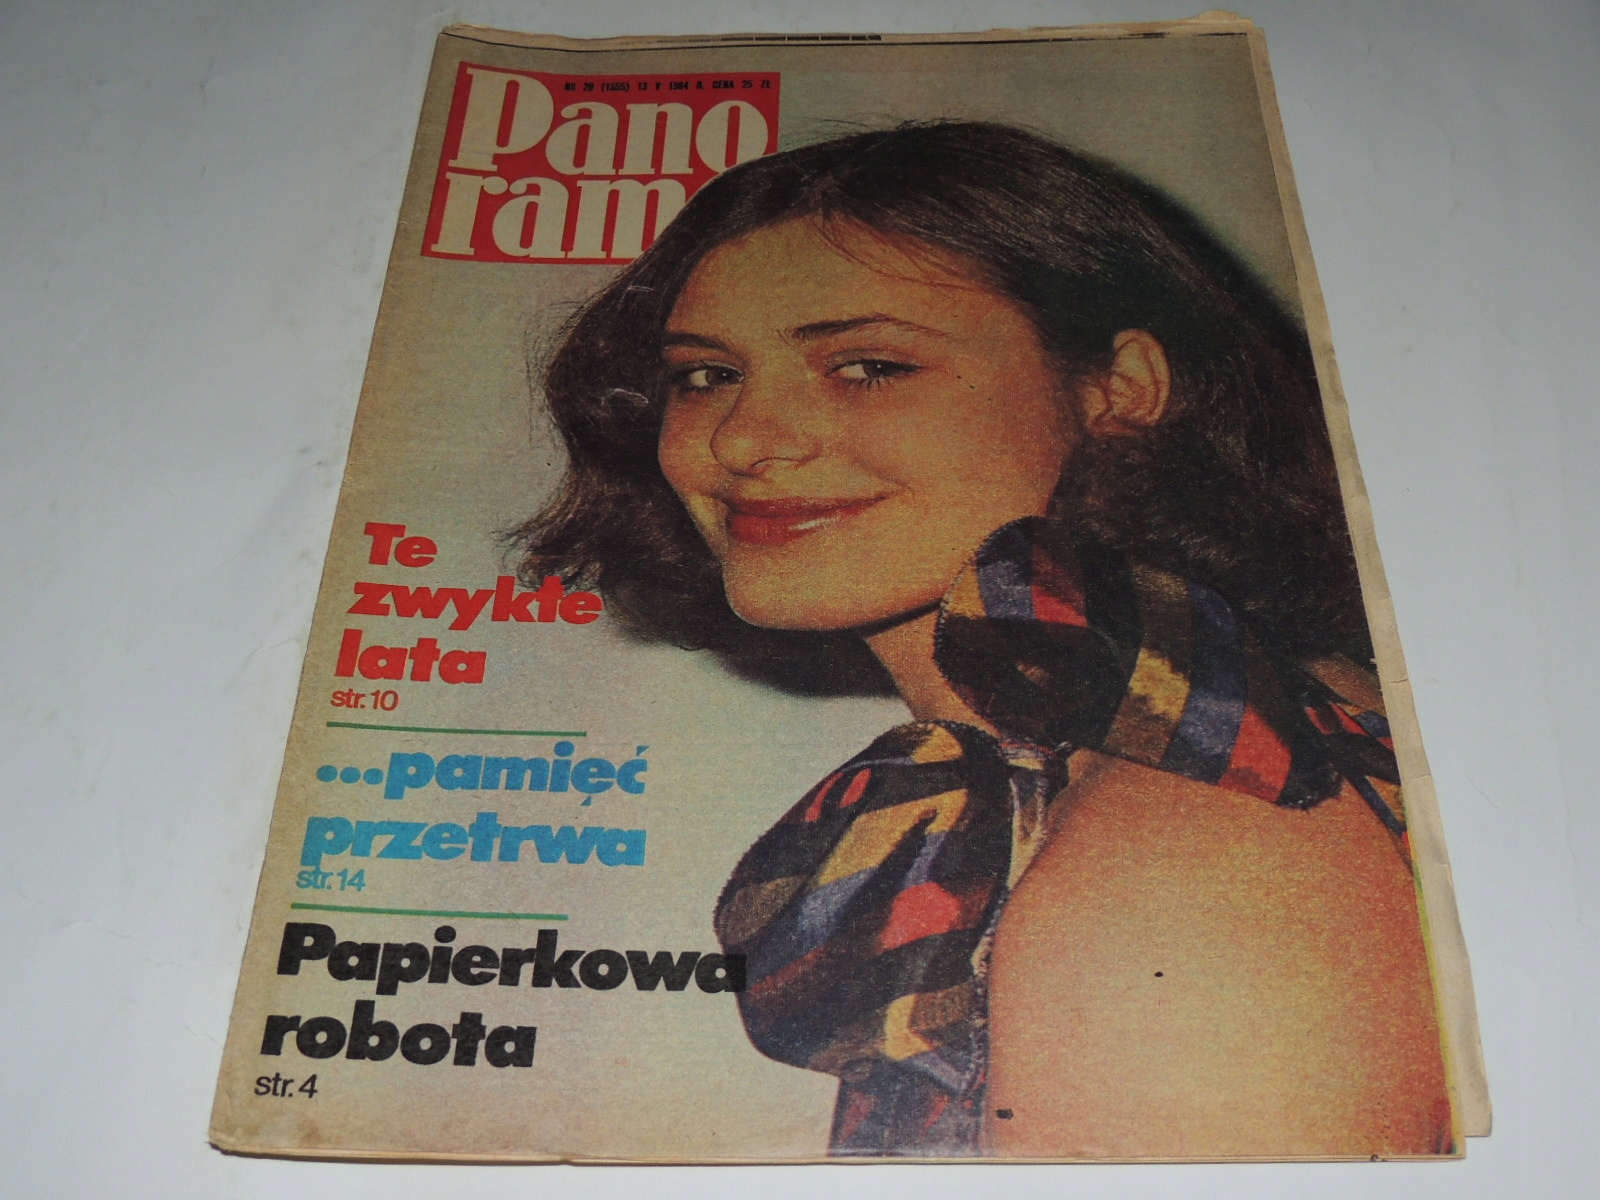 NR 20 (1555) 13 V 1984 R. CENA 25 ZŁ
Pano
ram
Te
zwykłe
lata
str. 10
...pamięć
przetrwa
str. 14
Papierkowa
robota
str. 4